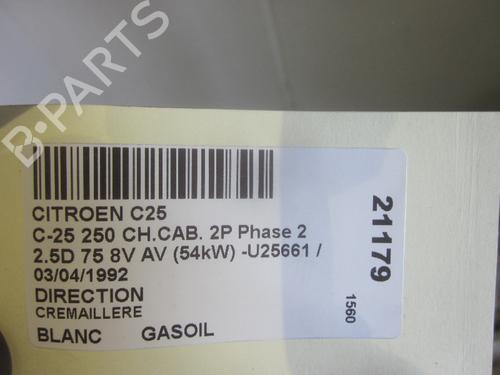 B-PARTS
CITROEN C25
C-25 250 CH.CAB. 2P Phase 2
2.5D 75 8V AV (54kW) -U25661 /
03/04/1992
DIRECTION
CREMAILLERE
BLANC GASOIL
21179
1560